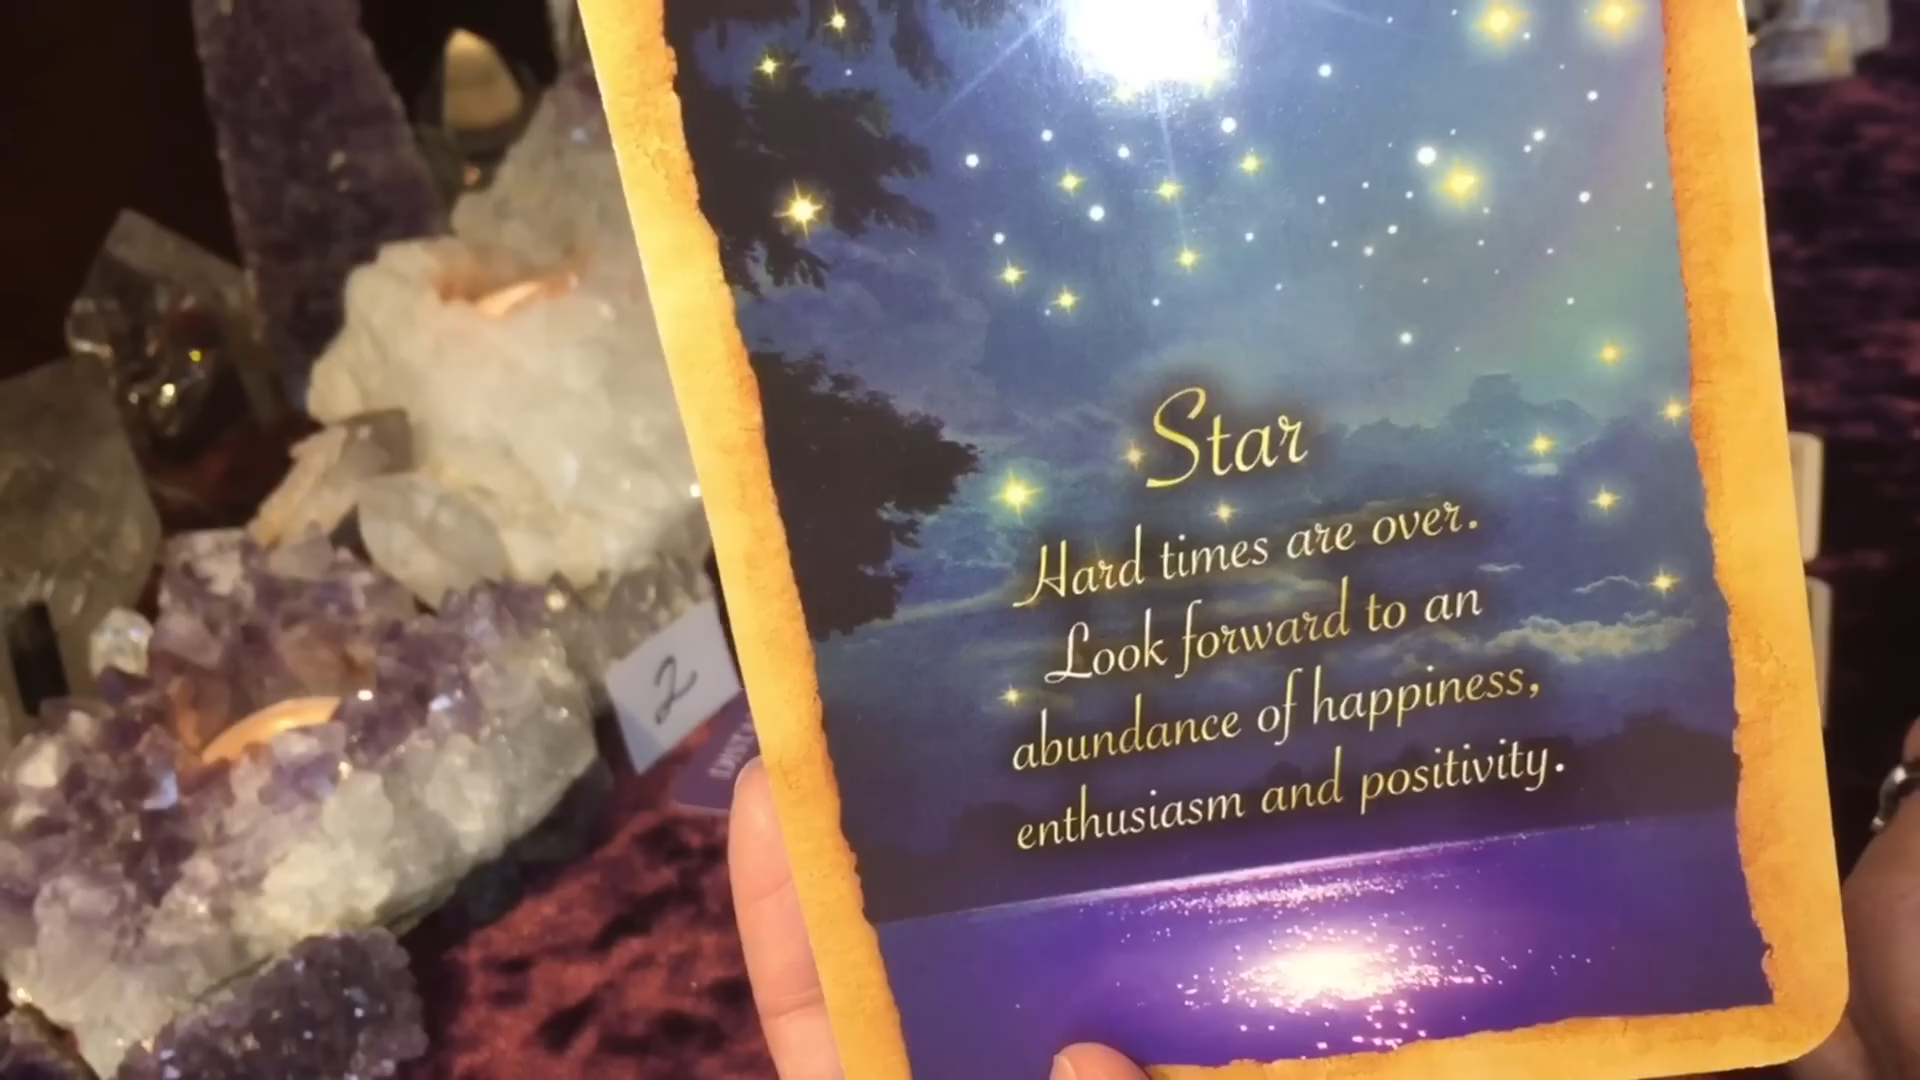 Star
Hard times are over.
Look forward to an
abundance of happiness,
enthusiasm and positivity.
2